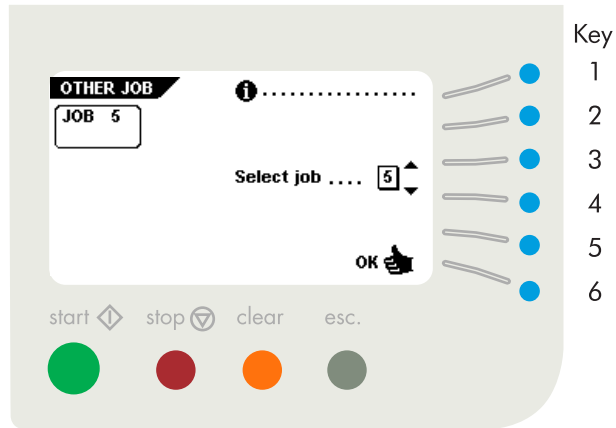 Key
OTHER JOB
i.................
1
JOB 5
2
Select job .... 5
3
4
5
OK
6
start stop clear esc.